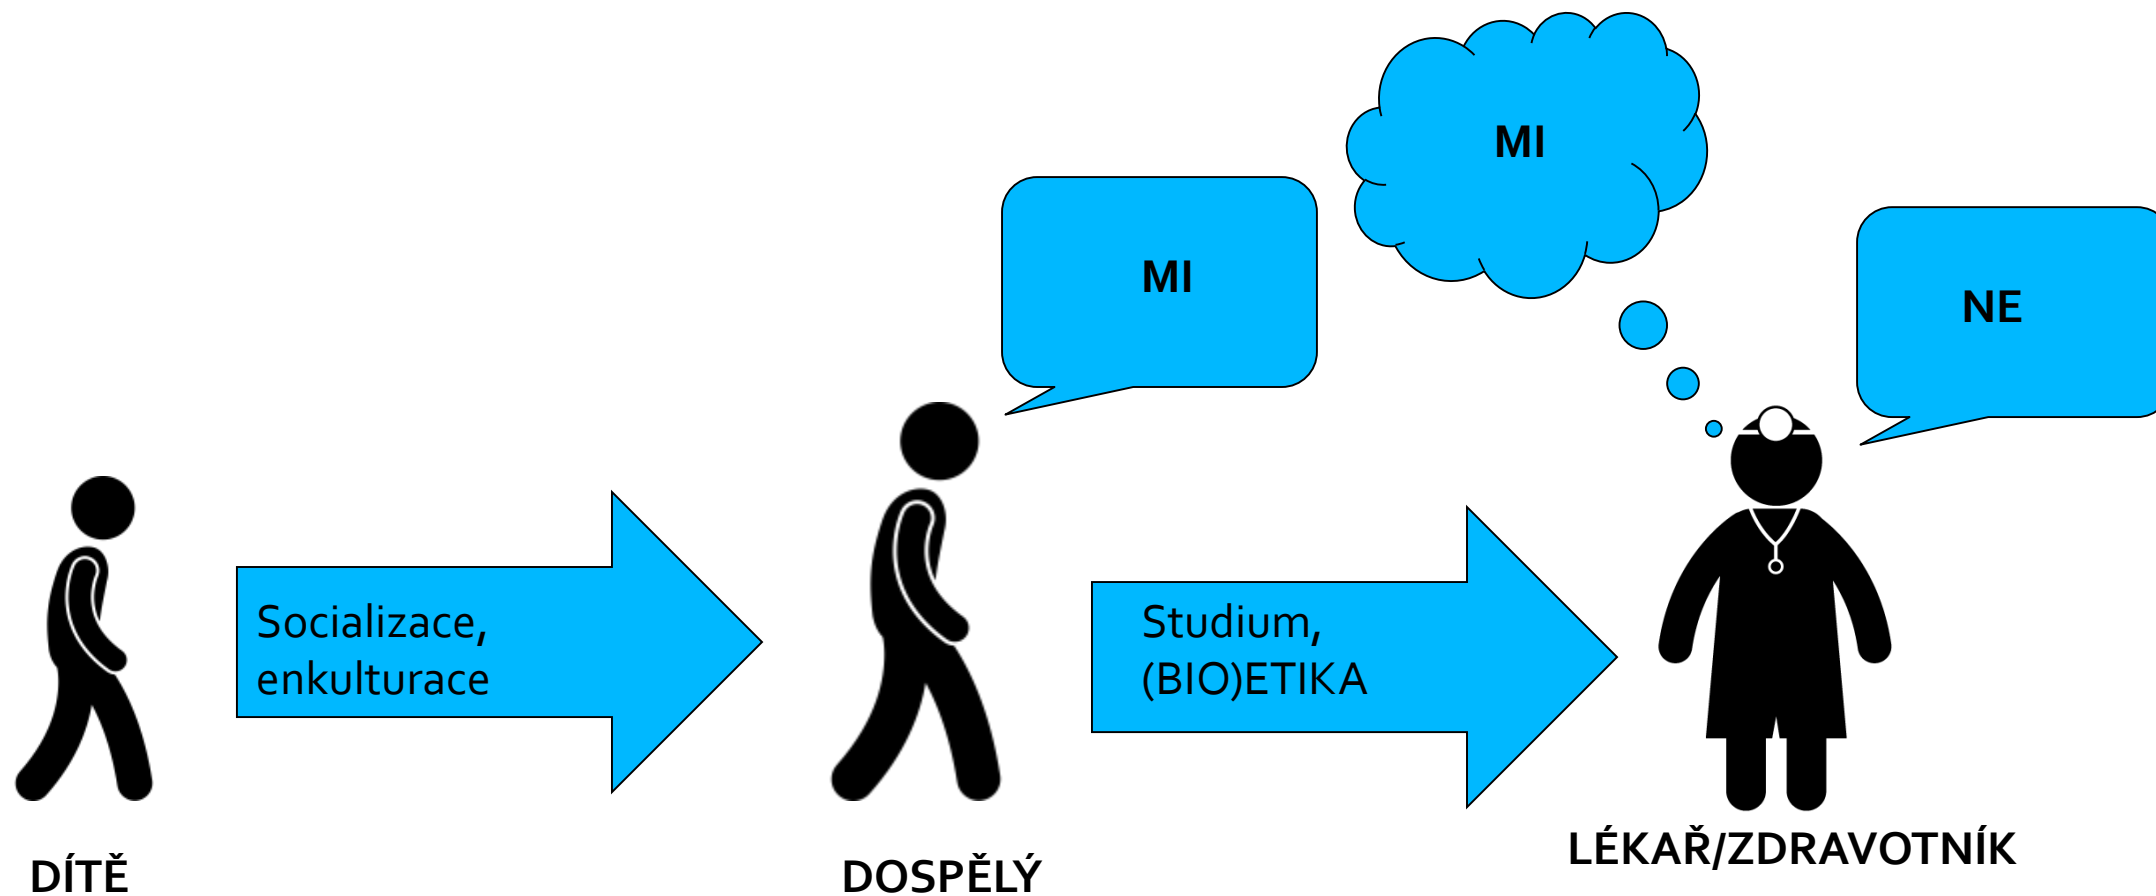 MI
MI
NE
Socializace,
enkulturace
Studium,
(BIO)ETIKA
DÍTĚ
DOSPĚLÝ
LÉKAŘ/ZDRAVOTNÍK